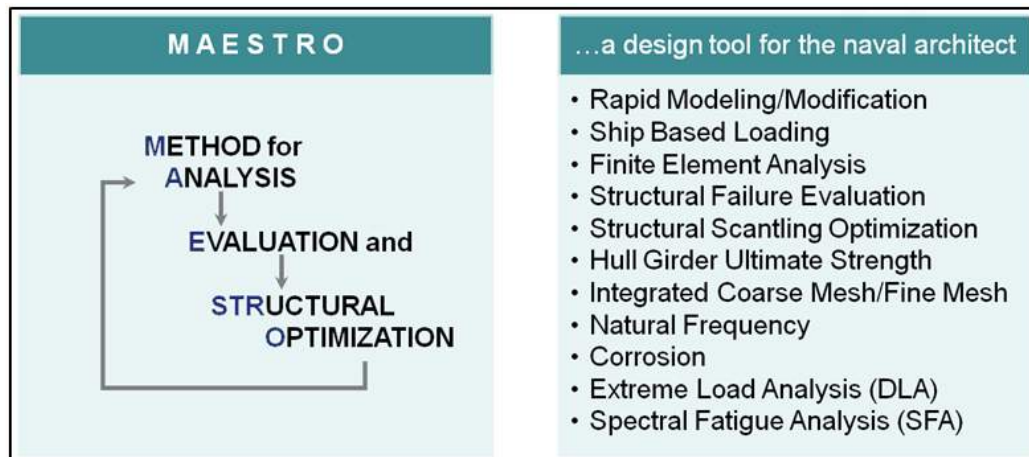 MAESTRO
METHOD for
ANALYSIS
EVALUATION and
STRUCTURAL
OPTIMIZATION
...a design tool for the naval architect
• Rapid Modeling/Modification
• Ship Based Loading
• Finite Element Analysis
• Structural Failure Evaluation
• Structural Scantling Optimization
• Hull Girder Ultimate Strength
• Integrated Coarse Mesh/Fine Mesh
• Natural Frequency
• Corrosion
• Extreme Load Analysis (DLA)
• Spectral Fatigue Analysis (SFA)